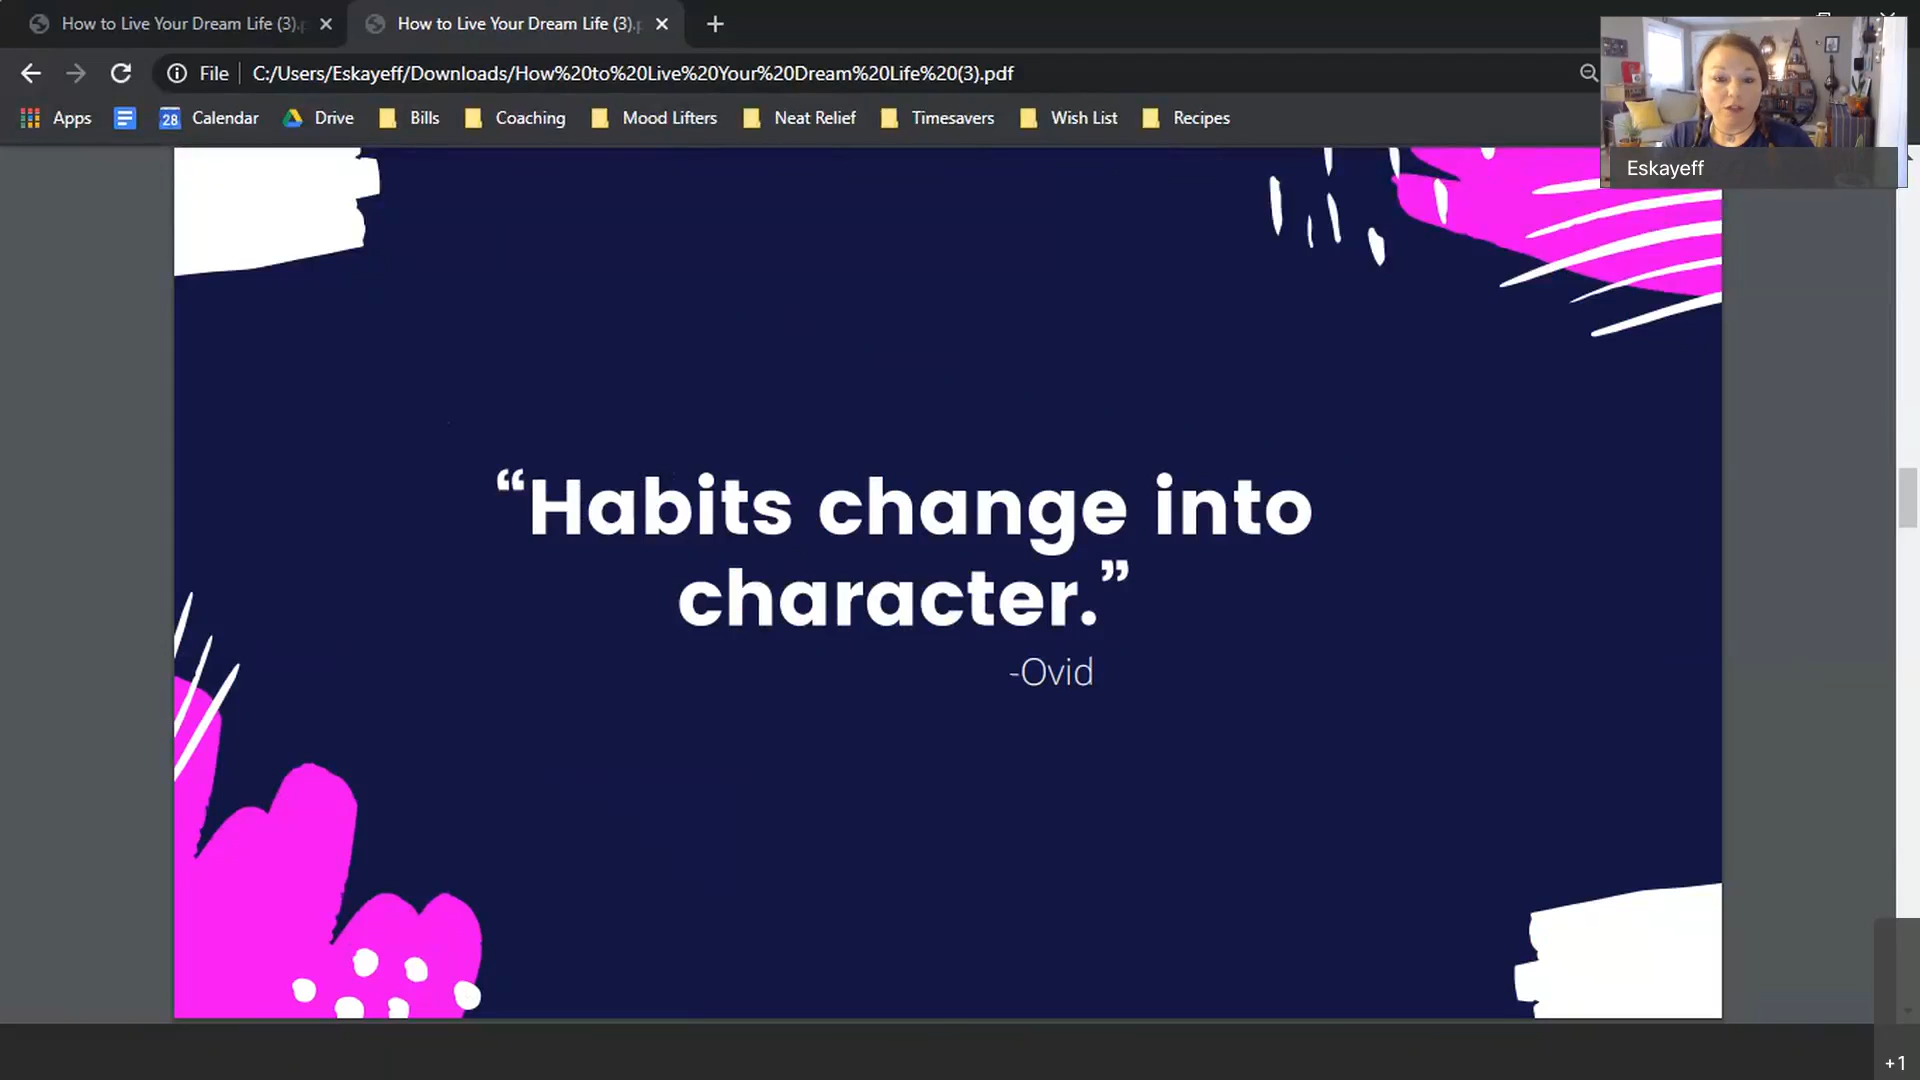 How to Live Your Dream Life (3).p
How to Live Your Dream Life (3).p
File
C:/Users/Eskayeff/Downloads/How%20to%20Live%20Your%20Dream%20Life%20(3).pdf
Apps
28 Calendar
Drive
Bills
Coaching
Mood Lifters
Neat Relief
Timesavers
Wish List
Recipes
Eskayeff
“Habits change into
character.”
-Ovid
+1